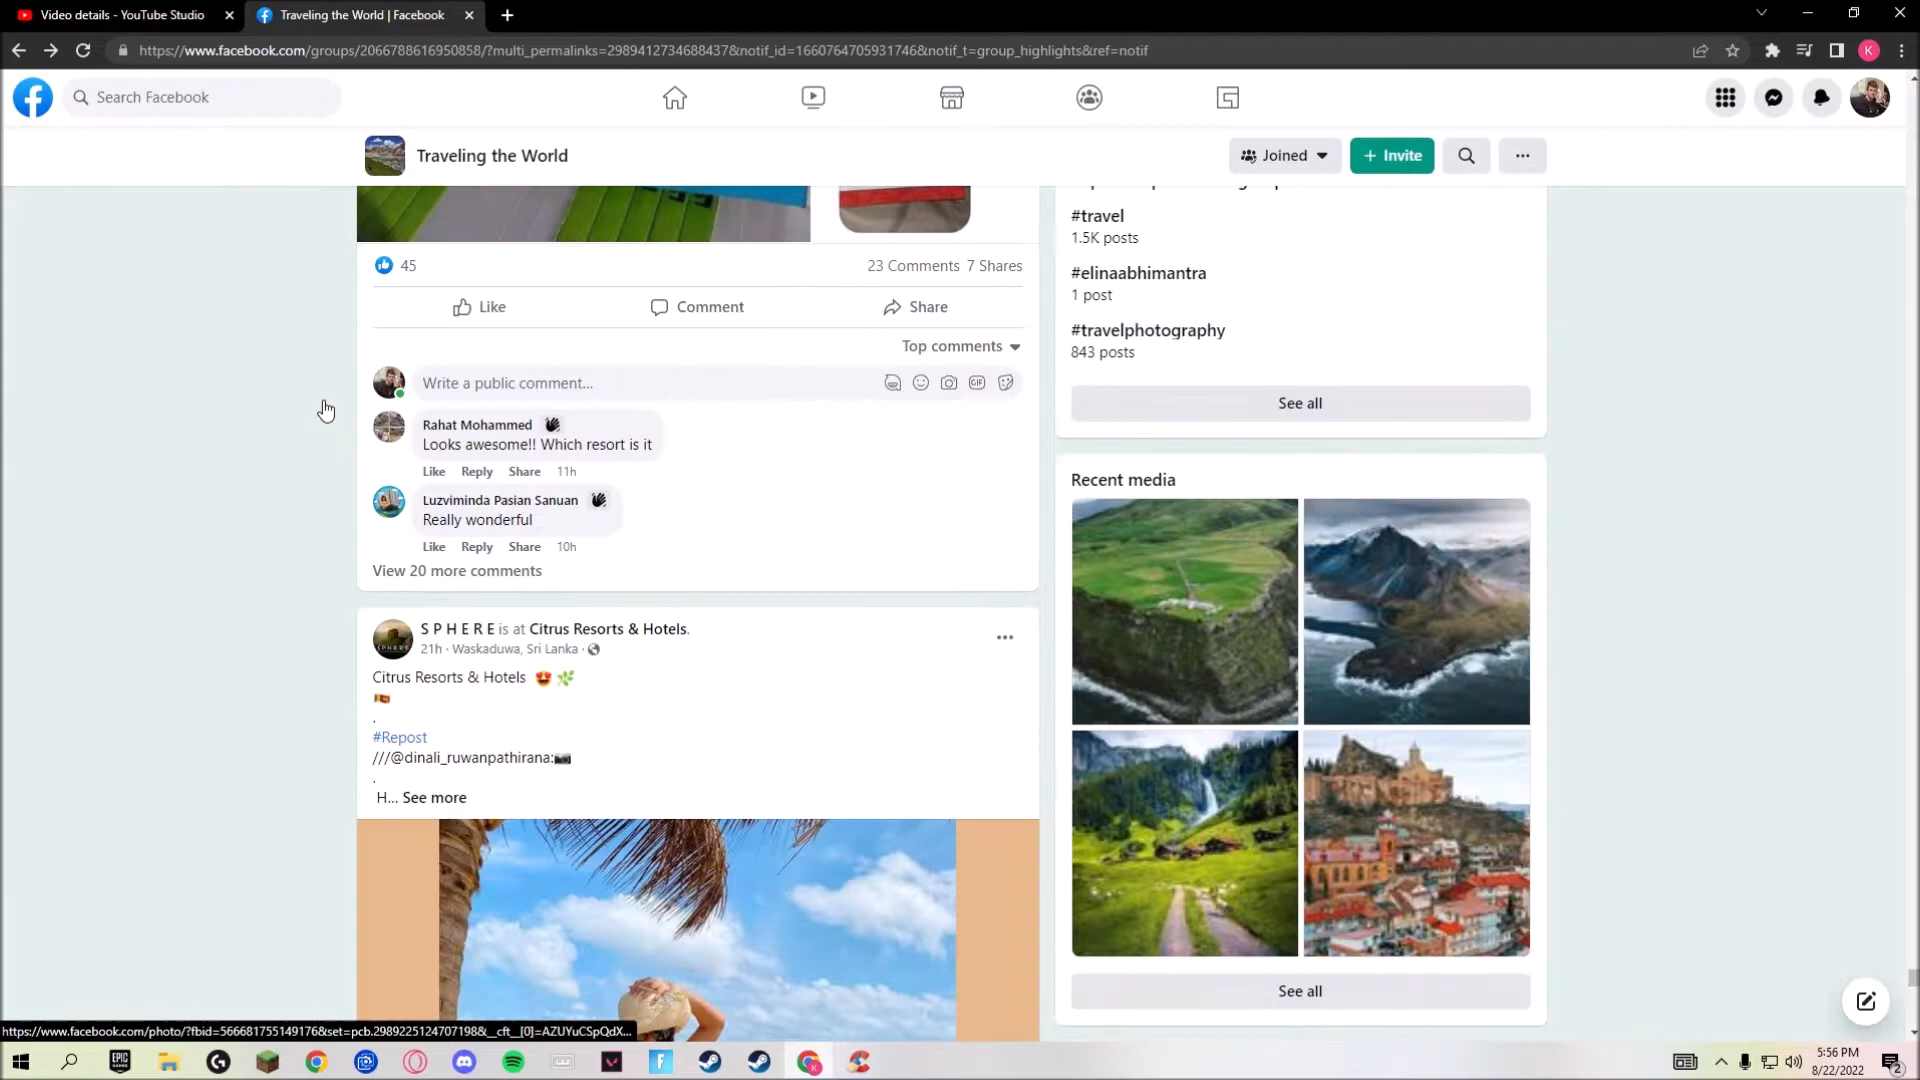 Video details - YouTube Studio
Traveling the World | Facebook
https://www.facebook.com/groups/2066788616950858/?multi_permalinks=2989412734688437&notif_id=1660764705931746&notif_t=group_highlights&ref=notif
K
Search Facebook
Traveling the World
Joined
+ Invite
45
23 Comments 7 Shares
Like
Comment
Share
Top comments
Write a public comment...
GIF
Rahat Mohammed
Looks awesome!! Which resort is it
Like Reply Share 11h
Luzviminda Pasian Sanuan
Really wonderful
Like Reply Share 10h
View 20 more comments
S P H E R E is at Citrus Resorts & Hotels.
21h · Waskaduwa, Sri Lanka ·
Citrus Resorts & Hotels 😍🌿
🇱🇰
.
#Repost
///@dinali_ruwanpathirana:📷
.
H... See more
#travel
1.5K posts
#elinaabhimantra
1 post
#travelphotography
843 posts
See all
Recent media
See all
https://www.facebook.com/photo/?fbid=566681755149176&set=pcb.2989225124707198&__cft__[0]=AZUYuCSpQdX...
EPIC GAMES
5:56 PM
8/22/2022
2